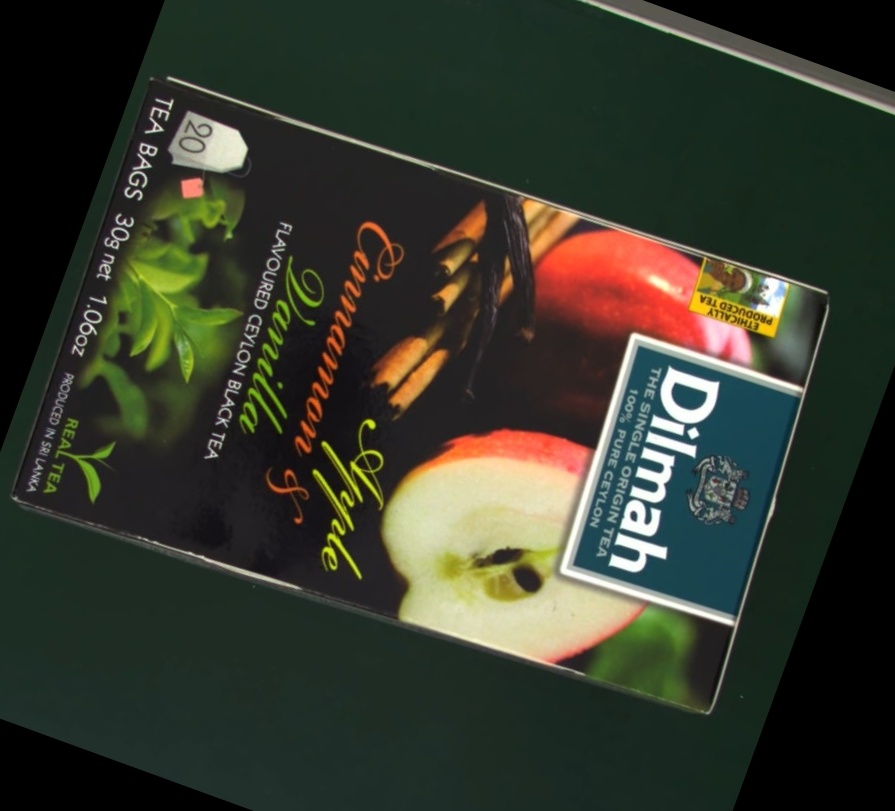 ETHICALLY
PRODUCED TEA
Dilmah
THE SINGLE ORIGIN TEA
100% PURE CEYLON
Apple
Cinnamon &
Vanilla
FLAVOURED CEYLON BLACK TEA
20
TEA BAGS 30g net 1.06oz
REAL TEA
PRODUCED IN SRI LANKA